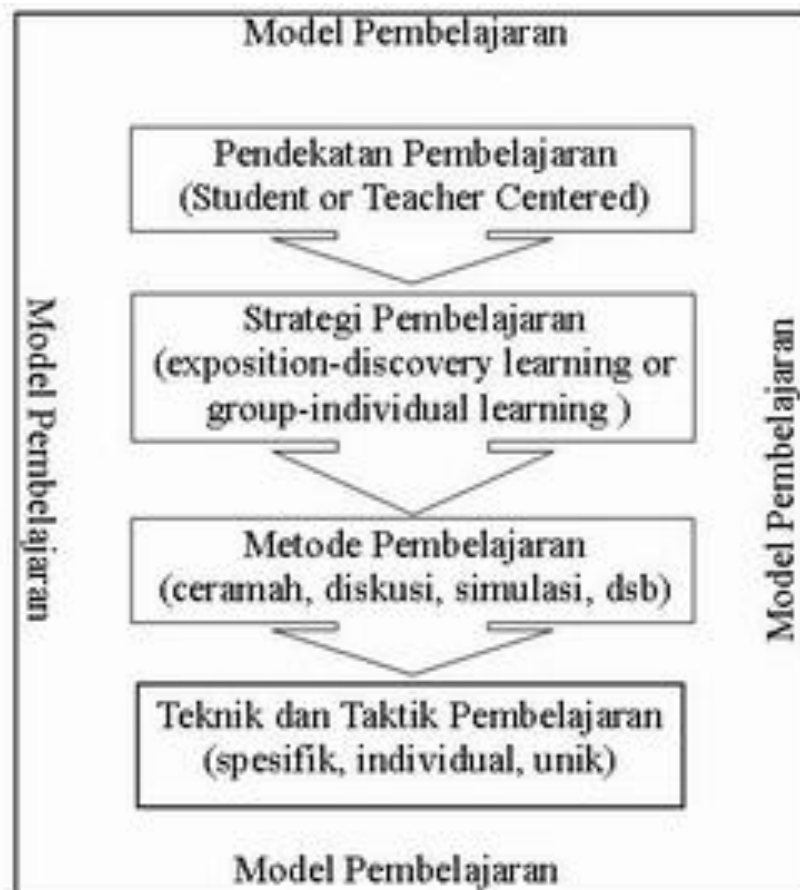 Model Pembelajaran
Pendekatan Pembelajaran
(Student or Teacher Centered)
Strategi Pembelajaran
(exposition-discovery learning or
group-individual learning )
Metode Pembelajaran
(ceramah, diskusi, simulasi, dsb)
Teknik dan Taktik Pembelajaran
(spesifik, individual, unik)
Model Pembelajaran
Model Pembelajaran
Model Pembelajaran